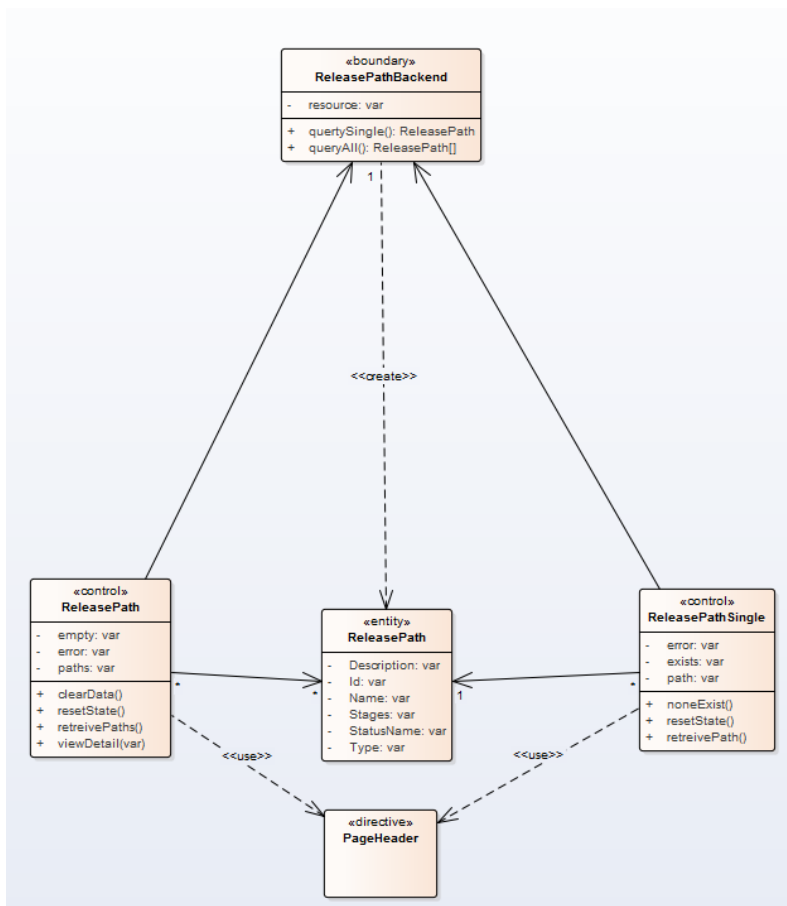 «boundary»
ReleasePathBackend
- resource: var
+ quertySingle(): ReleasePath
+ queryAll(): ReleasePath[]
1
<<create>>
«control»
ReleasePath
- empty: var
- error: var
- paths: var
+ clearData()
+ resetState()
+ retreivePaths()
+ viewDetail(var)
*
*
«entity»
ReleasePath
- Description: var
- Id: var
- Name: var
- Stages: var
- StatusName: var
- Type: var
1
*
«control»
ReleasePathSingle
- error: var
- exists: var
- path: var
+ noneExist()
+ resetState()
+ retreivePath()
<<use>>
<<use>>
«directive»
PageHeader